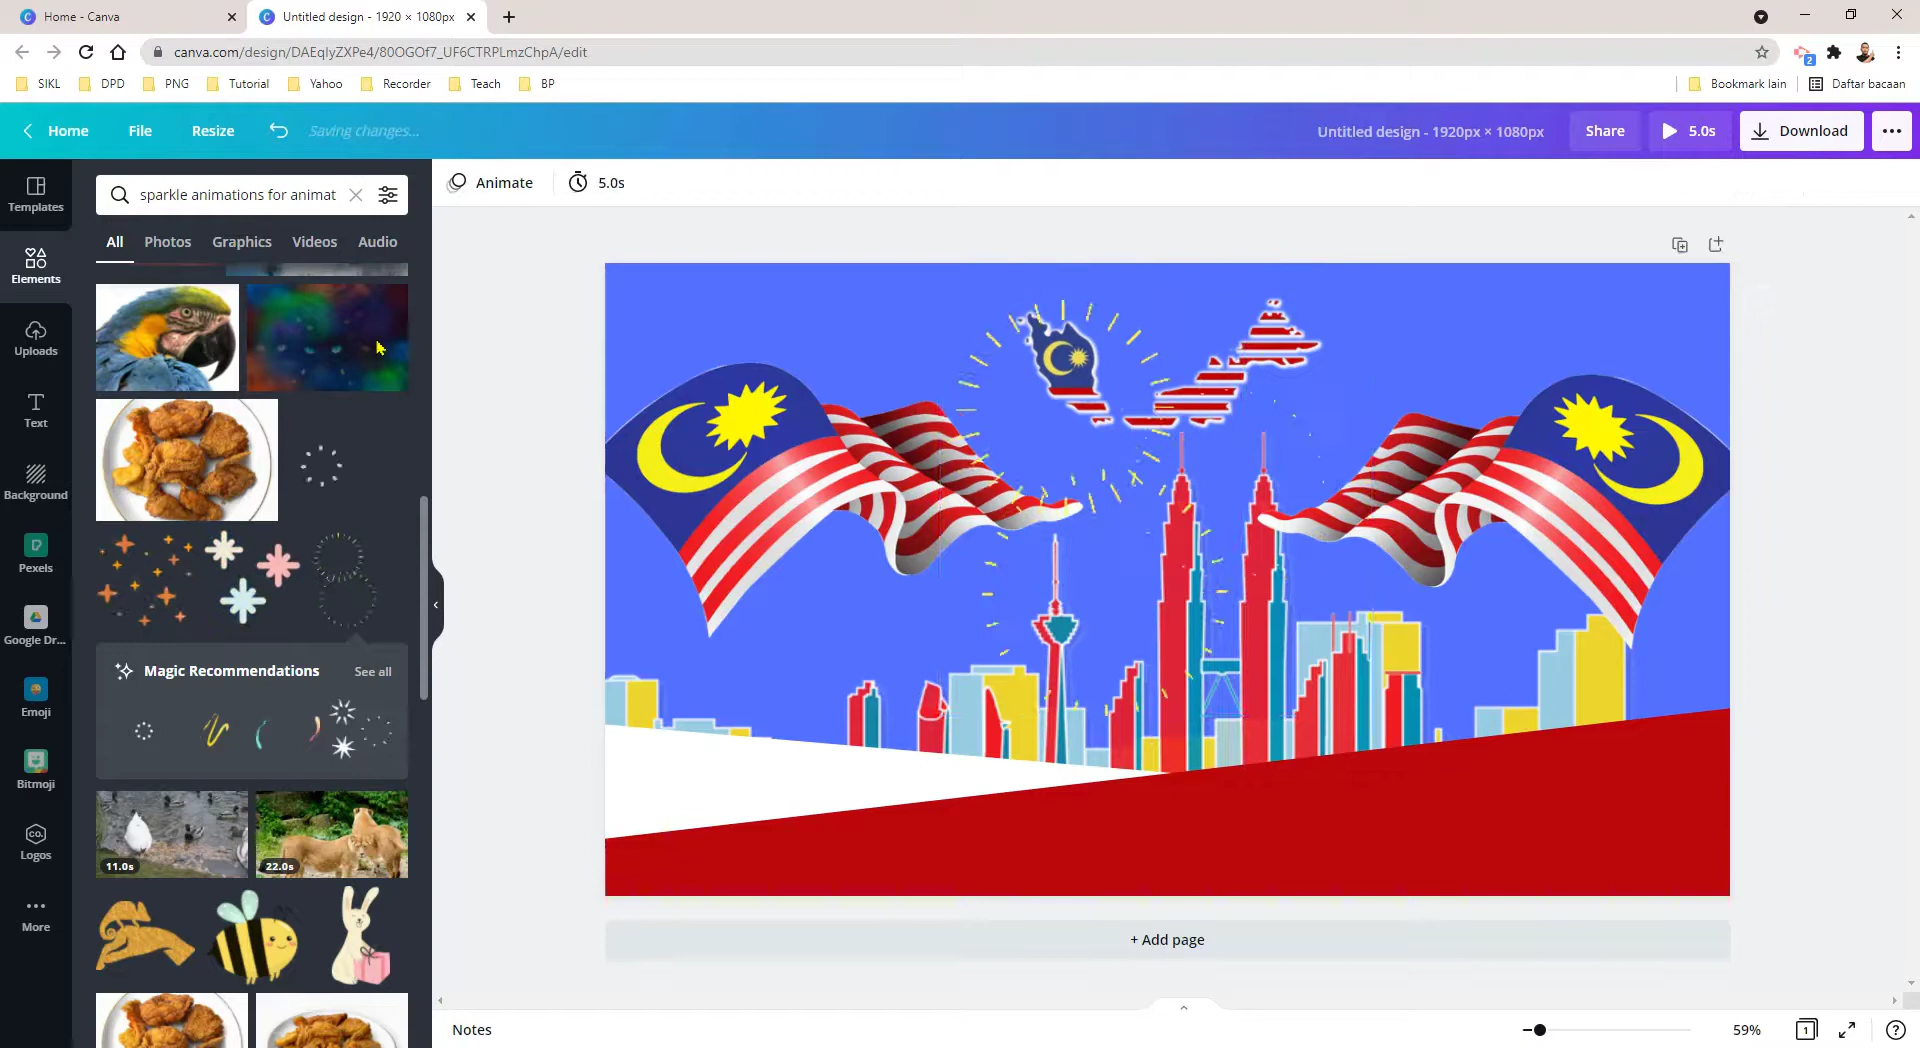 Home - Canva
Untitled design - 1920 × 1080px
canva.com/design/DAEqIyZXPe4/80OGOf7_UF6CTRPLmzChpA/edit
2
SIKL
DPD
PNG
Tutorial
Yahoo
Recorder
Teach
BP
Bookmark lain
Daftar bacaan
Home
File
Resize
Saving changes...
Untitled design - 1920px × 1080px
Share
5.0s
Download
Templates
Elements
Uploads
Text
Background
Pexels
Google Dr...
Emoji
Bitmoji
CO.
Logos
More
sparkle animations for animat
All
Photos
Graphics
Videos
Audio
Magic Recommendations
See all
11.0s
22.0s
Animate
5.0s
+ Add page
Notes
59%
1